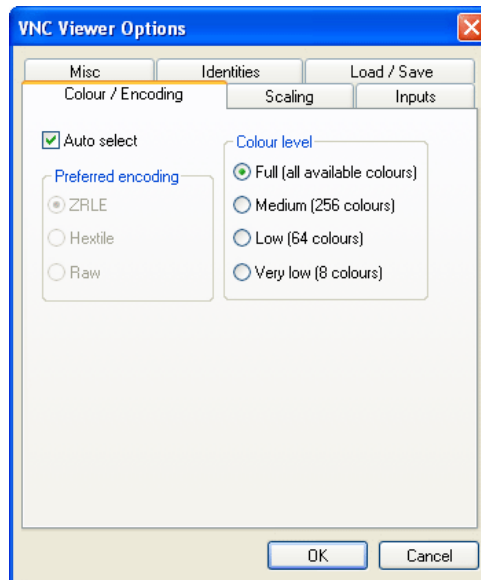 VNC Viewer Options
Misc Identities Load / Save
Colour / Encoding Scaling Inputs
Auto select
Preferred encoding
ZRLE
Hextile
Raw
Colour level
Full (all available colours)
Medium (256 colours)
Low (64 colours)
Very low (8 colours)
OK Cancel